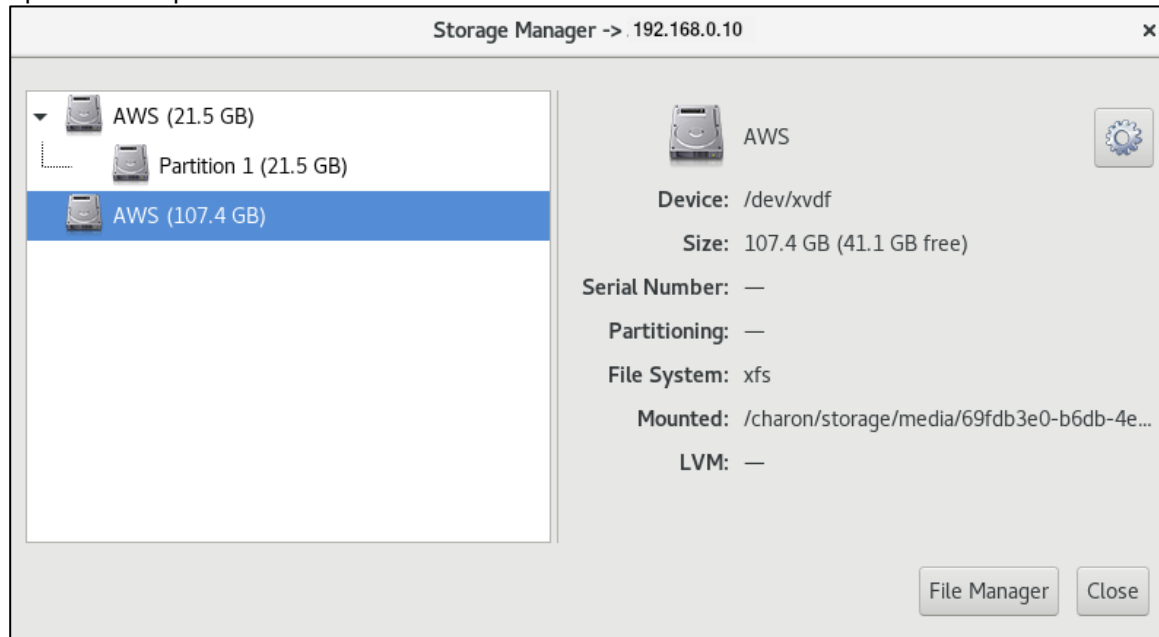 Storage Manager -> 192.168.0.10 ×
AWS (21.5 GB)
Partition 1 (21.5 GB)
AWS (107.4 GB)
AWS
Device: /dev/xvdf
Size: 107.4 GB (41.1 GB free)
Serial Number: —
Partitioning: —
File System: xfs
Mounted: /charon/storage/media/69fdb3e0-b6db-4e...
LVM: —
File Manager Close